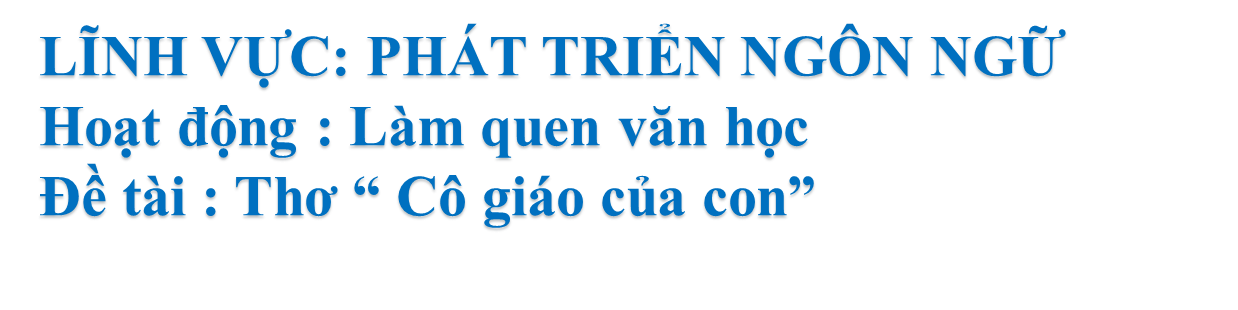 LĨNH VỰC: PHÁT TRIỂN NGÔN NGỮ
Hoạt động : Làm quen văn học
Đề tài : Thơ “ Cô giáo của con”